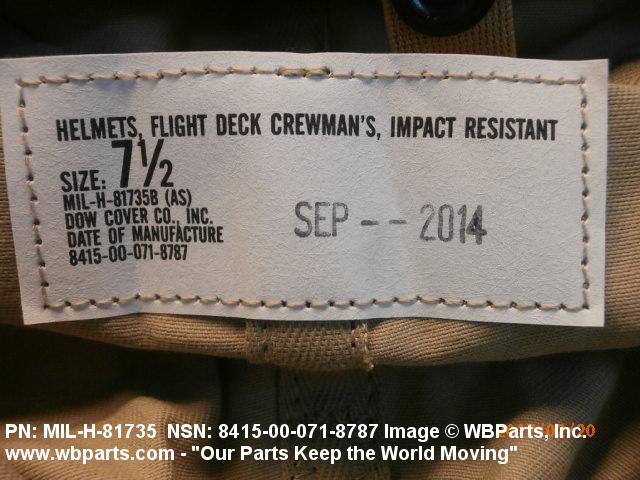 HELMETS, FLIGHT DECK CREWMAN'S, IMPACT RESISTANT
SIZE: 7½
MIL-H-81735B (AS)
DOW COVER CO., INC.
DATE OF MANUFACTURE
8415-00-071-8787
SEP -- 2014
PN: MIL-H-81735 NSN: 8415-00-071-8787 Image © WBParts, Inc.
www.wbparts.com - "Our Parts Keep the World Moving"